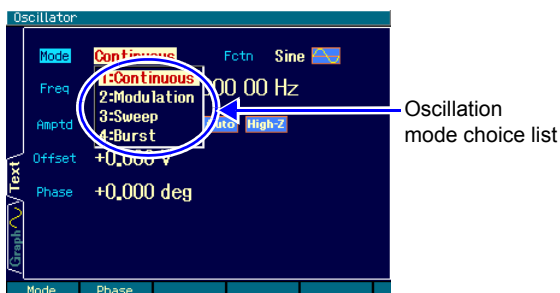 Oscillator
Mode Continuous Fctn Sine
1:Continuous
2:Modulation
3:Sweep
4:Burst
Freq 000 00 Hz
Amptd Auto High-Z
Offset +0.000 V
Phase +0.000 deg
Text
Graph
Mode Phase
Oscillation
mode choice list